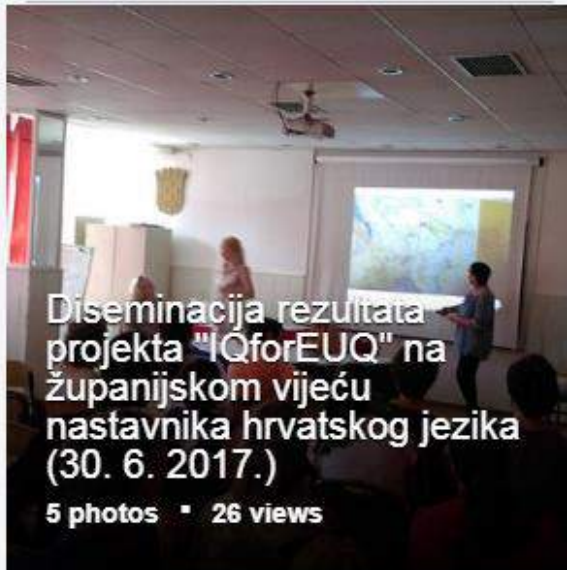 Diseminacija rezultata
projekta "IQforEUQ" na
županijskom vijeću
nastavnika hrvatskog jezika
(30. 6. 2017.)
5 photos ▪ 26 views